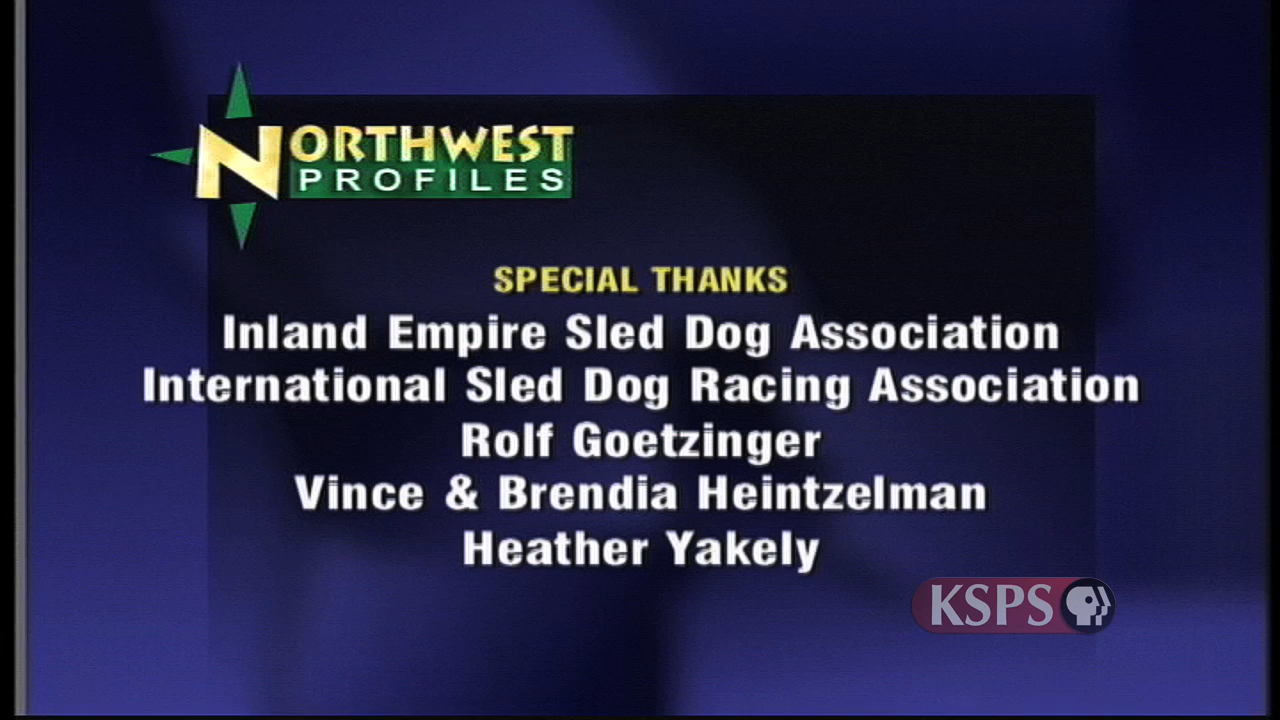 NORTHWEST
PROFILES
SPECIAL THANKS
Inland Empire Sled Dog Association
International Sled Dog Racing Association
Rolf Goetzinger
Vince & Brendia Heintzelman
Heather Yakely
KSPS